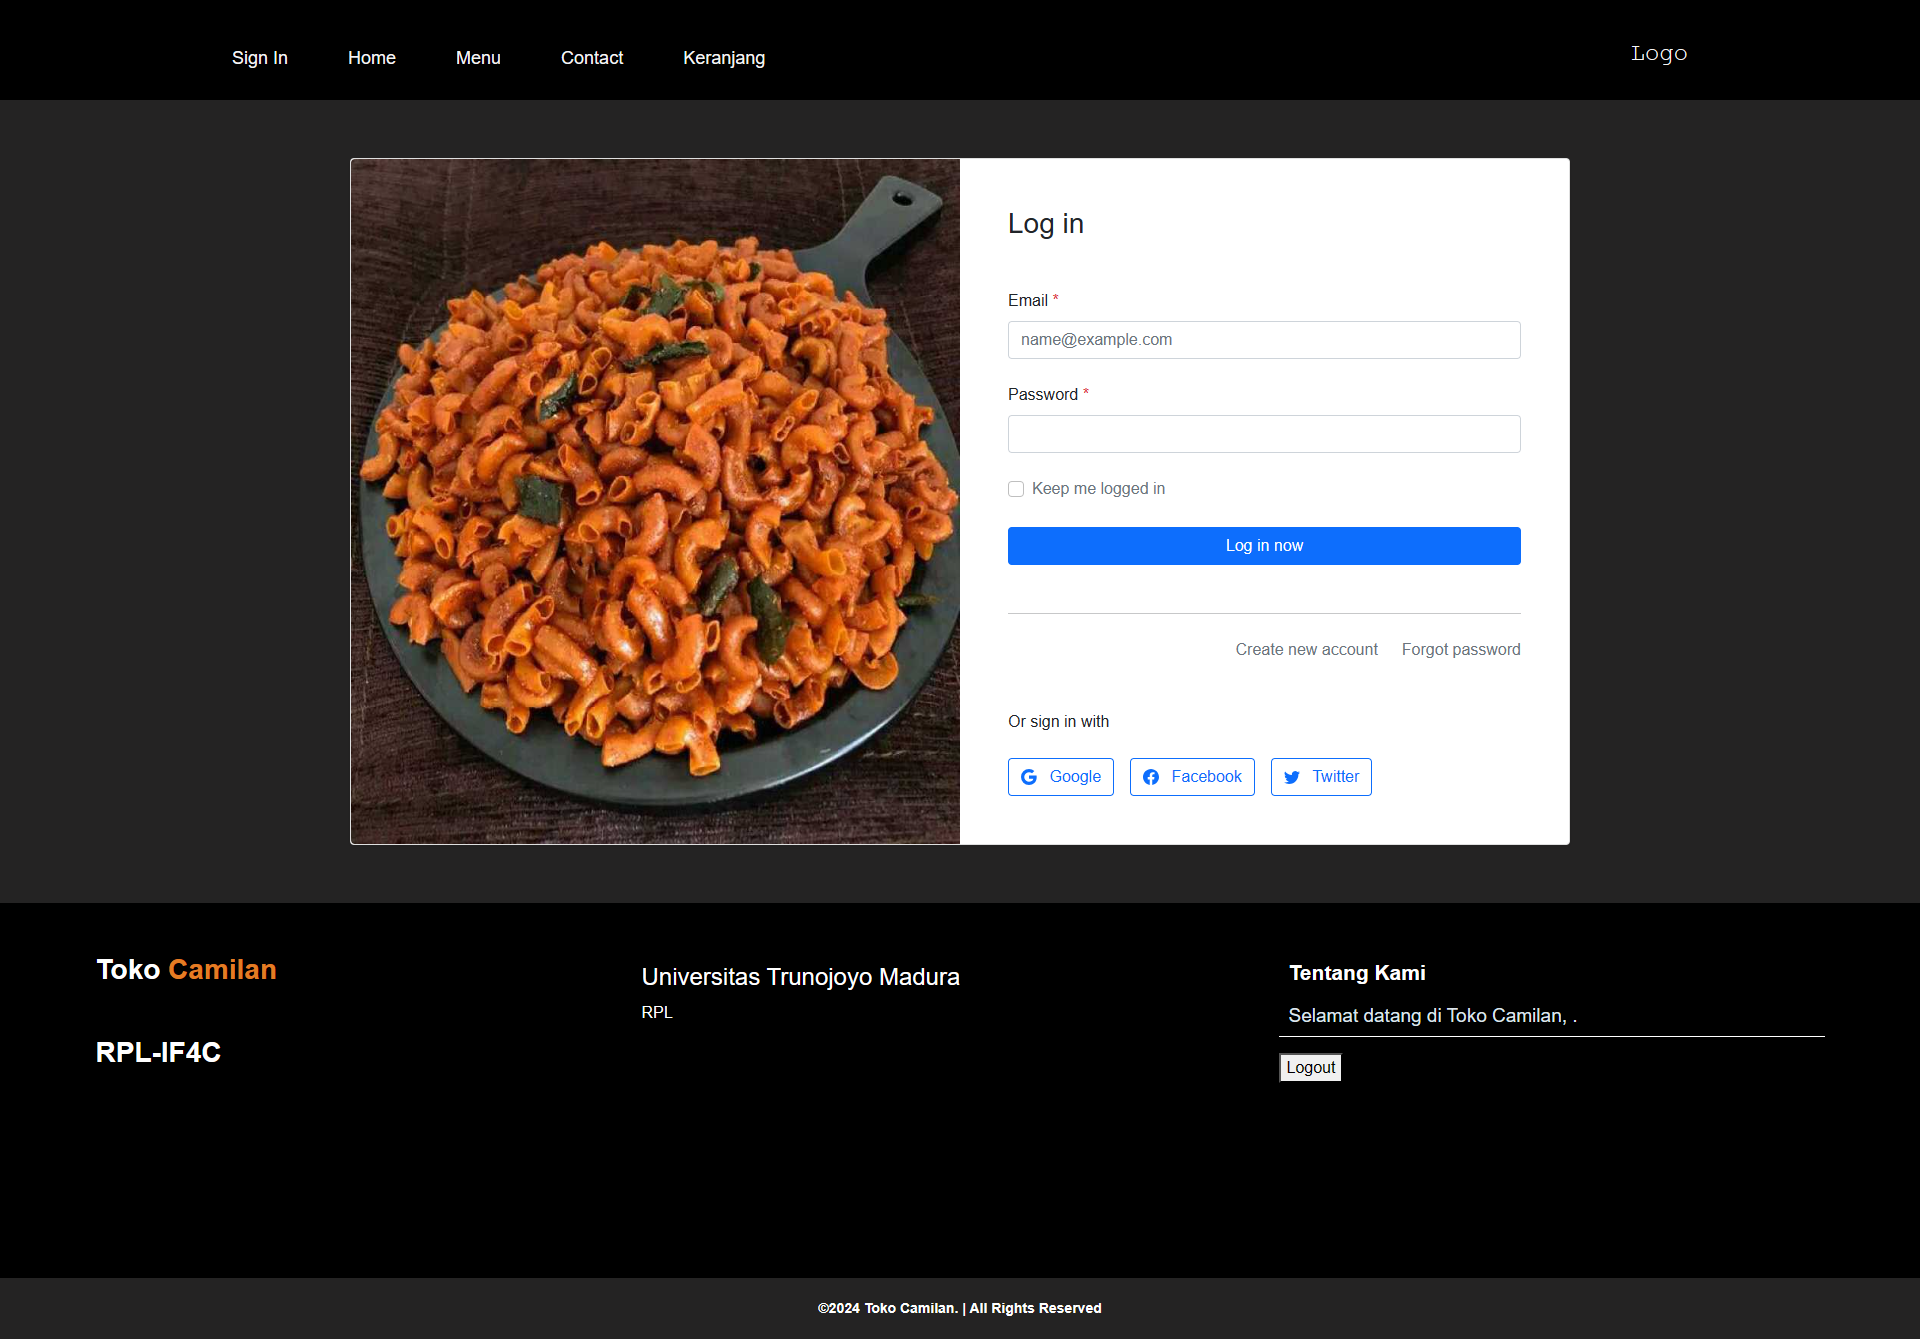 Sign In
Home
Menu
Contact
Keranjang
Logo
Log in
Email *
name@example.com
Password *
Keep me logged in
Log in now
Create new account
Forgot password
Or sign in with
Google
Facebook
Twitter
Toko Camilan
RPL-IF4C
Universitas Trunojoyo Madura
RPL
Tentang Kami
Selamat datang di Toko Camilan, .
Logout
©2024 Toko Camilan. | All Rights Reserved